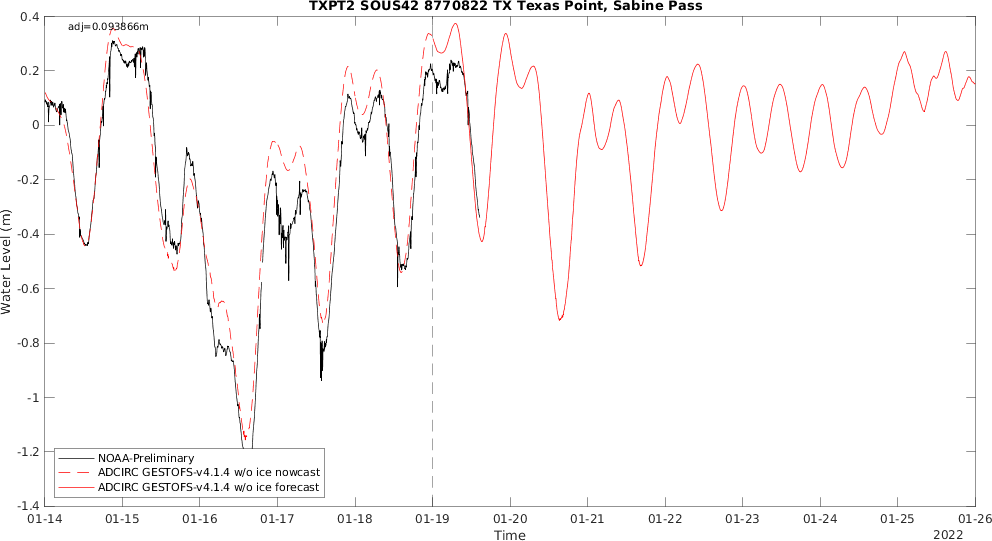 TXPT2 SOUS42 8770822 TX Texas Point, Sabine Pass
adj=0.093866m
0.4
0.2
0
-0.2
-0.4
-0.6
-0.8
-1
-1.2
-1.4
Water Level (m)
NOAA-Preliminary
ADCIRC GESTOFS-v4.1.4 w/o ice nowcast
ADCIRC GESTOFS-v4.1.4 w/o ice forecast
01-14 01-15 01-16 01-17 01-18 01-19 01-20 01-21 01-22 01-23 01-24 01-25 01-26
Time
2022